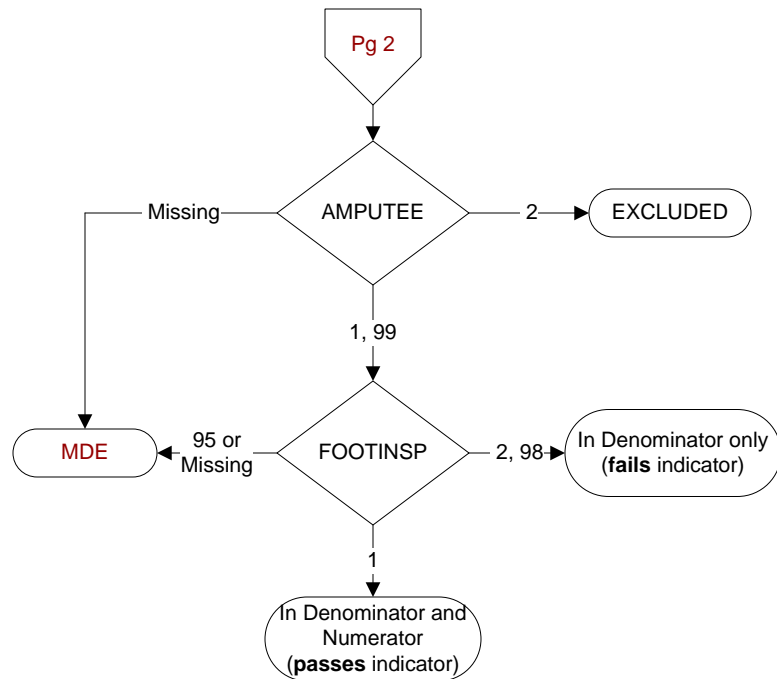 Pg 2
Missing
AMPUTEE
2
EXCLUDED
1, 99
MDE
95 or
Missing
FOOTINSP
2, 98
In Denominator only
(fails indicator)
1
In Denominator and
Numerator
(passes indicator)